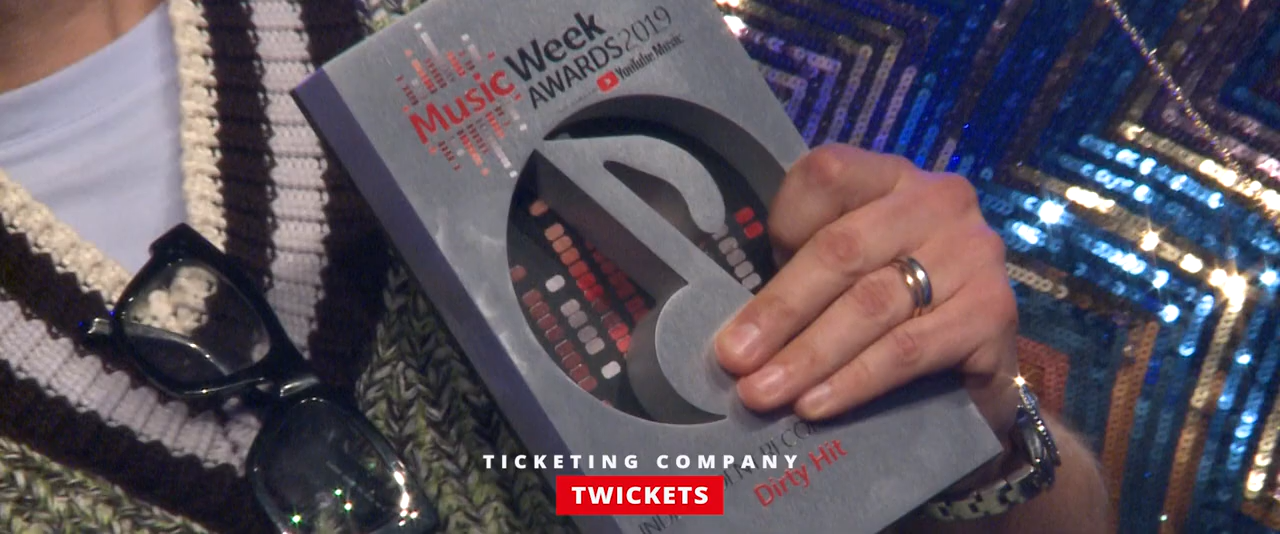 Music Week
AWARDS 2019
YouTube Music
TICKETING COMPANY
Dirty Hit
TWICKETS